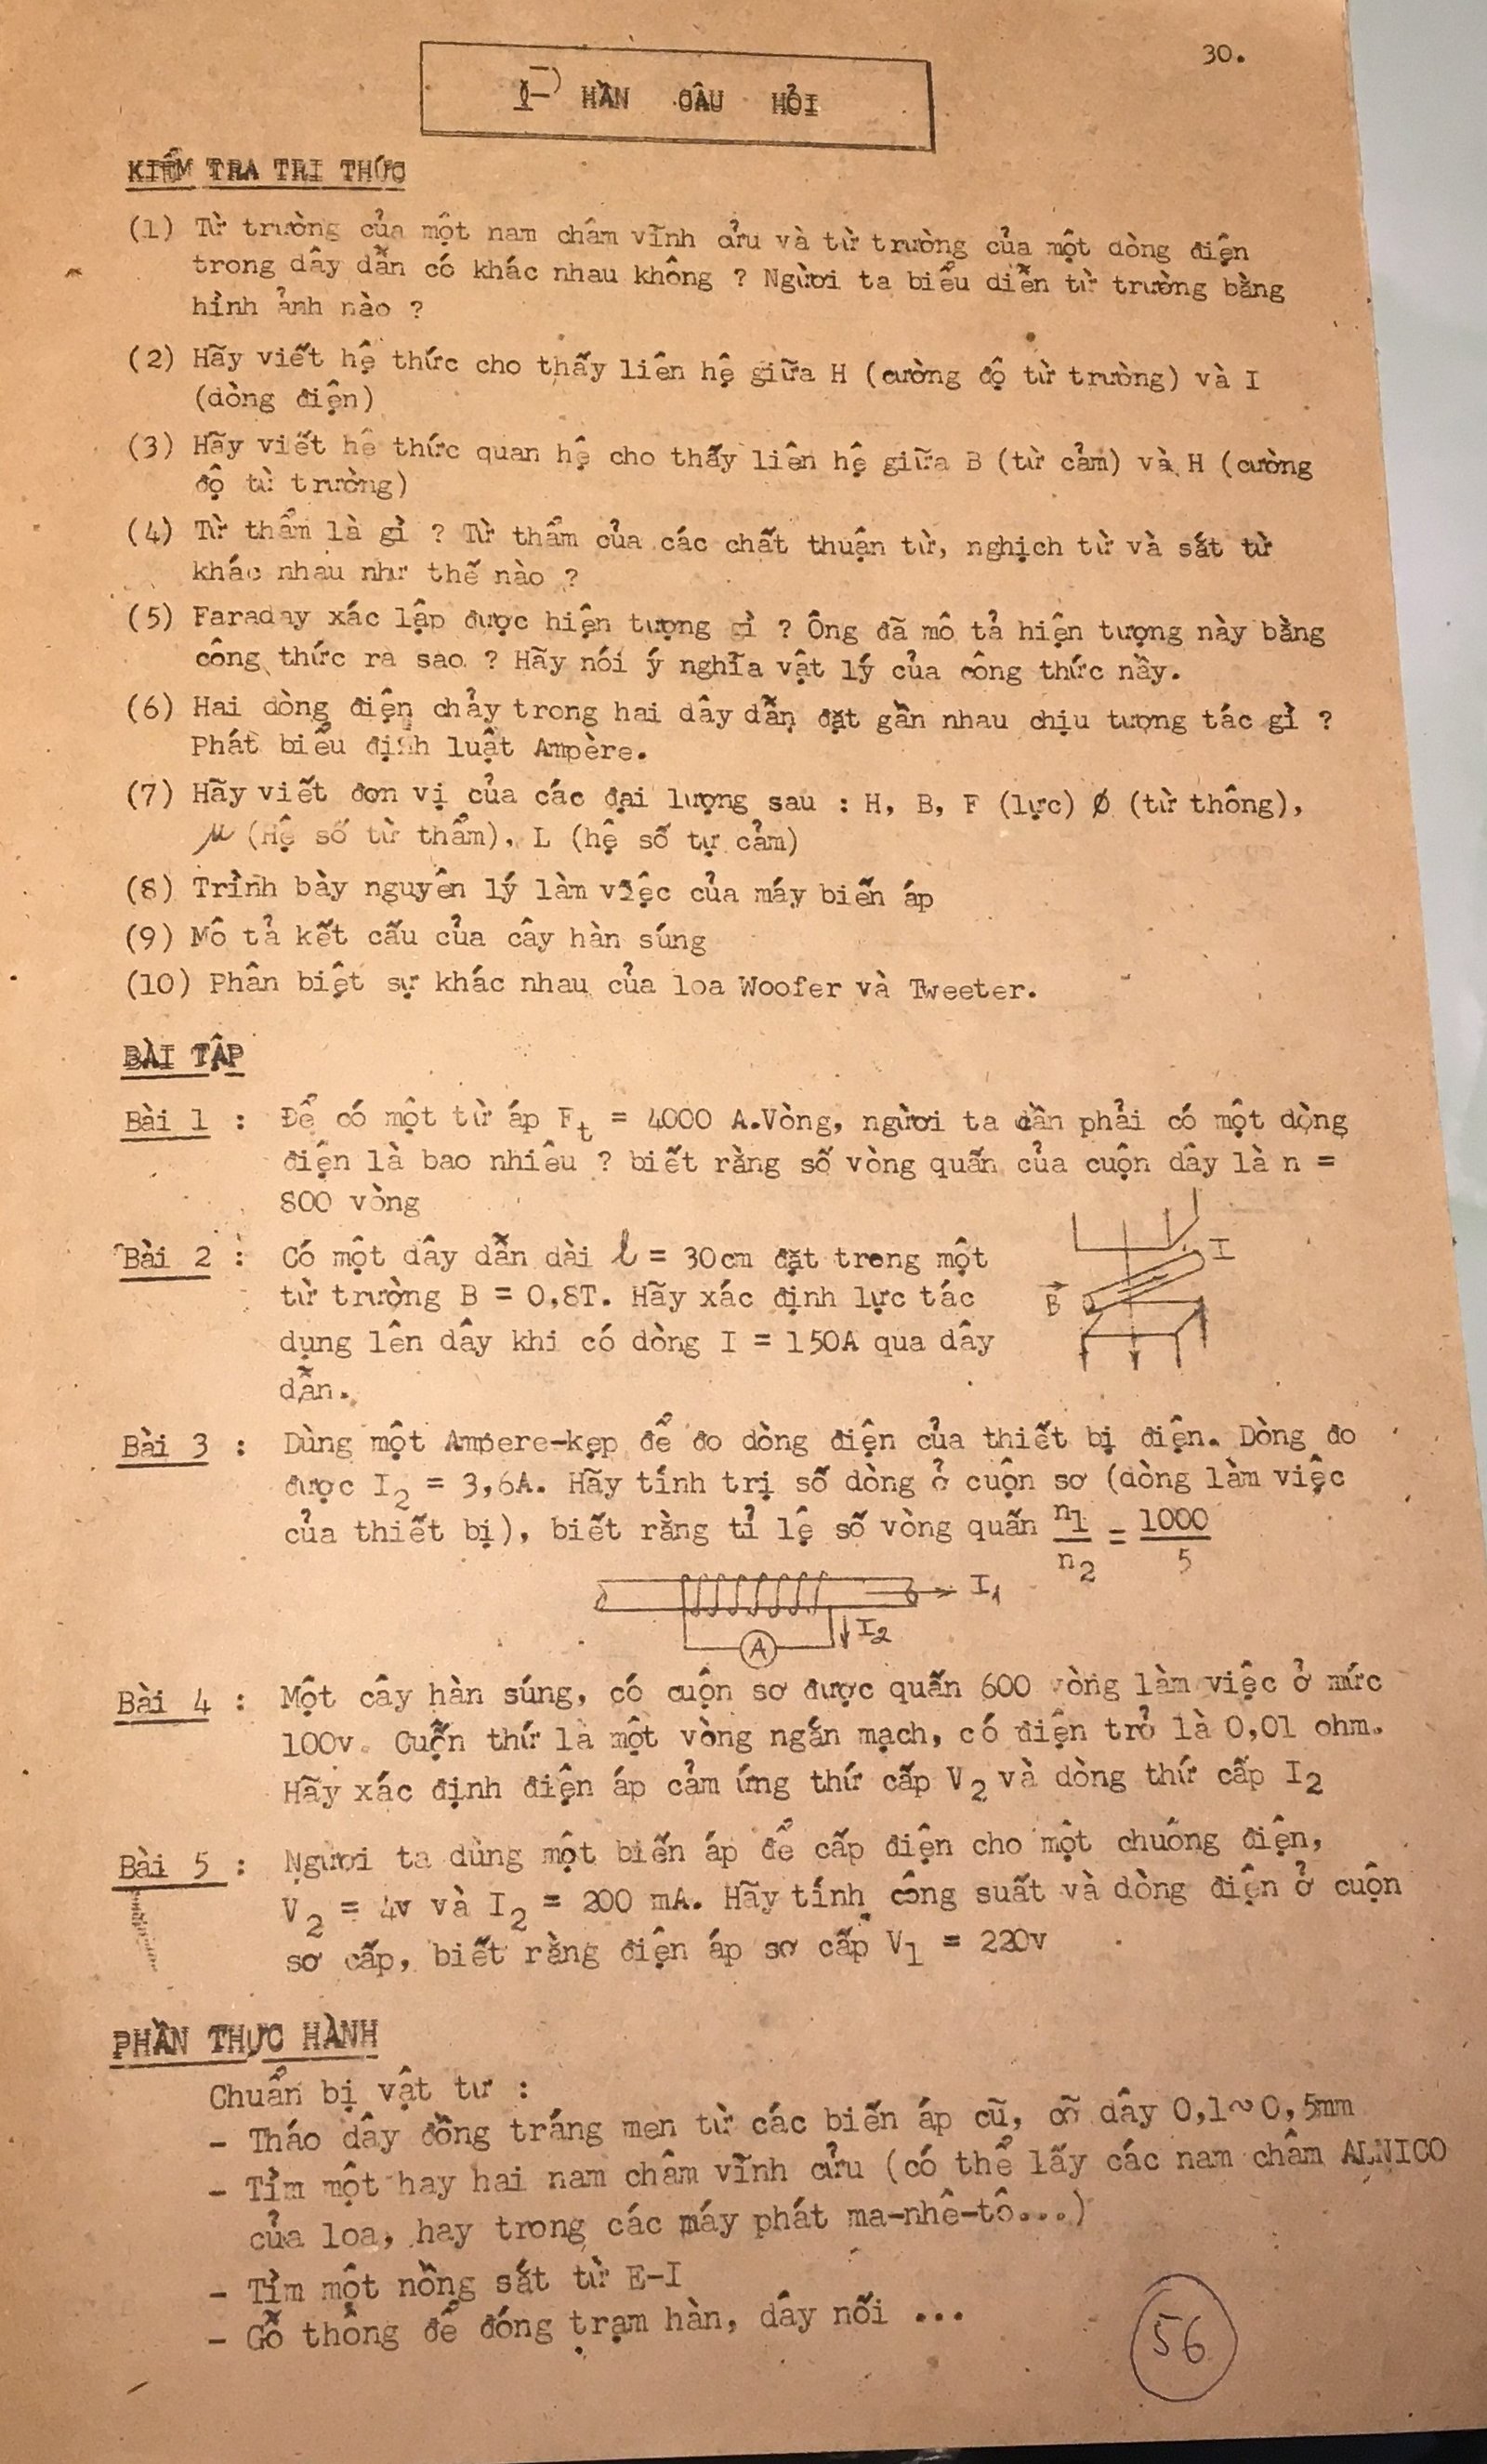 30.
PHẦN CÂU HỎI
KIỂM TRA TRI THỨC
(1) Từ trường của một nam châm vĩnh cửu và từ trường của một dòng điện
trong dây dẫn có khác nhau không ? Người ta biểu diễn từ trường bằng
hình ảnh nào ?
(2) Hãy viết hệ thức cho thấy liên hệ giữa H (cường độ từ trường) và I
(dòng điện)
(3) Hãy viết hệ thức quan hệ cho thấy liên hệ giữa B (từ cảm) và H (cường
độ từ trường)
(4) Từ thẩm là gì ? Từ thẩm của các chất thuận từ, nghịch từ và sắt từ
khác nhau như thế nào ?
(5) Faraday xác lập được hiện tượng gì ? Ông đã mô tả hiện tượng này bằng
công thức ra sao ? Hãy nói ý nghĩa vật lý của công thức nầy.
(6) Hai dòng điện chảy trong hai dây dẫn đặt gần nhau chịu tương tác gì ?
Phát biểu định luật Ampère.
(7) Hãy viết đơn vị của các đại lượng sau : H, B, F (lực) Ø (từ thông),
μ (Hệ số từ thẩm), L (hệ số tự cảm)
(8) Trình bày nguyên lý làm việc của máy biến áp
(9) Mô tả kết cấu của cây hàn súng
(10) Phân biệt sự khác nhau của loa Woofer và Tweeter.
BÀI TẬP
Bài 1 : Để có một từ áp Ft = 4000 A.Vòng, người ta cần phải có một dòng
điện là bao nhiêu ? biết rằng số vòng quấn của cuộn dây là n =
800 vòng
Bài 2 : Có một dây dẫn dài l = 30cm đặt trong một
từ trường B = 0,8T. Hãy xác định lực tác
dụng lên dây khi có dòng I = 150A qua dây
dẫn.
I
B
Bài 3 : Dùng một Ampere-kẹp để đo dòng điện của thiết bị điện. Dòng đo
được I2 = 3,6A. Hãy tính trị số dòng ở cuộn sơ (dòng làm việc
của thiết bị), biết rằng tỉ lệ số vòng quấn n1/n2 = 1000/5
I1
I2
A
Bài 4 : Một cây hàn súng, có cuộn sơ được quấn 600 vòng làm việc ở mức
100v. Cuộn thứ là một vòng ngắn mạch, có điện trở là 0,01 ohm.
Hãy xác định điện áp cảm ứng thứ cấp V2 và dòng thứ cấp I2
Bài 5 : Người ta dùng một biến áp để cấp điện cho một chuông điện,
V2 = 4v và I2 = 200 mA. Hãy tính công suất và dòng điện ở cuộn
sơ cấp, biết rằng điện áp sơ cấp V1 = 220v
PHẦN THỰC HÀNH
Chuẩn bị vật tư :
- Tháo dây đồng tráng men từ các biến áp cũ, cỡ dây 0,1~0,5mm
- Tìm một hay hai nam châm vĩnh cửu (có thể lấy các nam châm ALNICO
của loa, hay trong các máy phát ma-nhê-tô...)
- Tìm một nồng sắt từ E-I
- Gỗ thông để đóng trạm hàn, dây nối ...
56